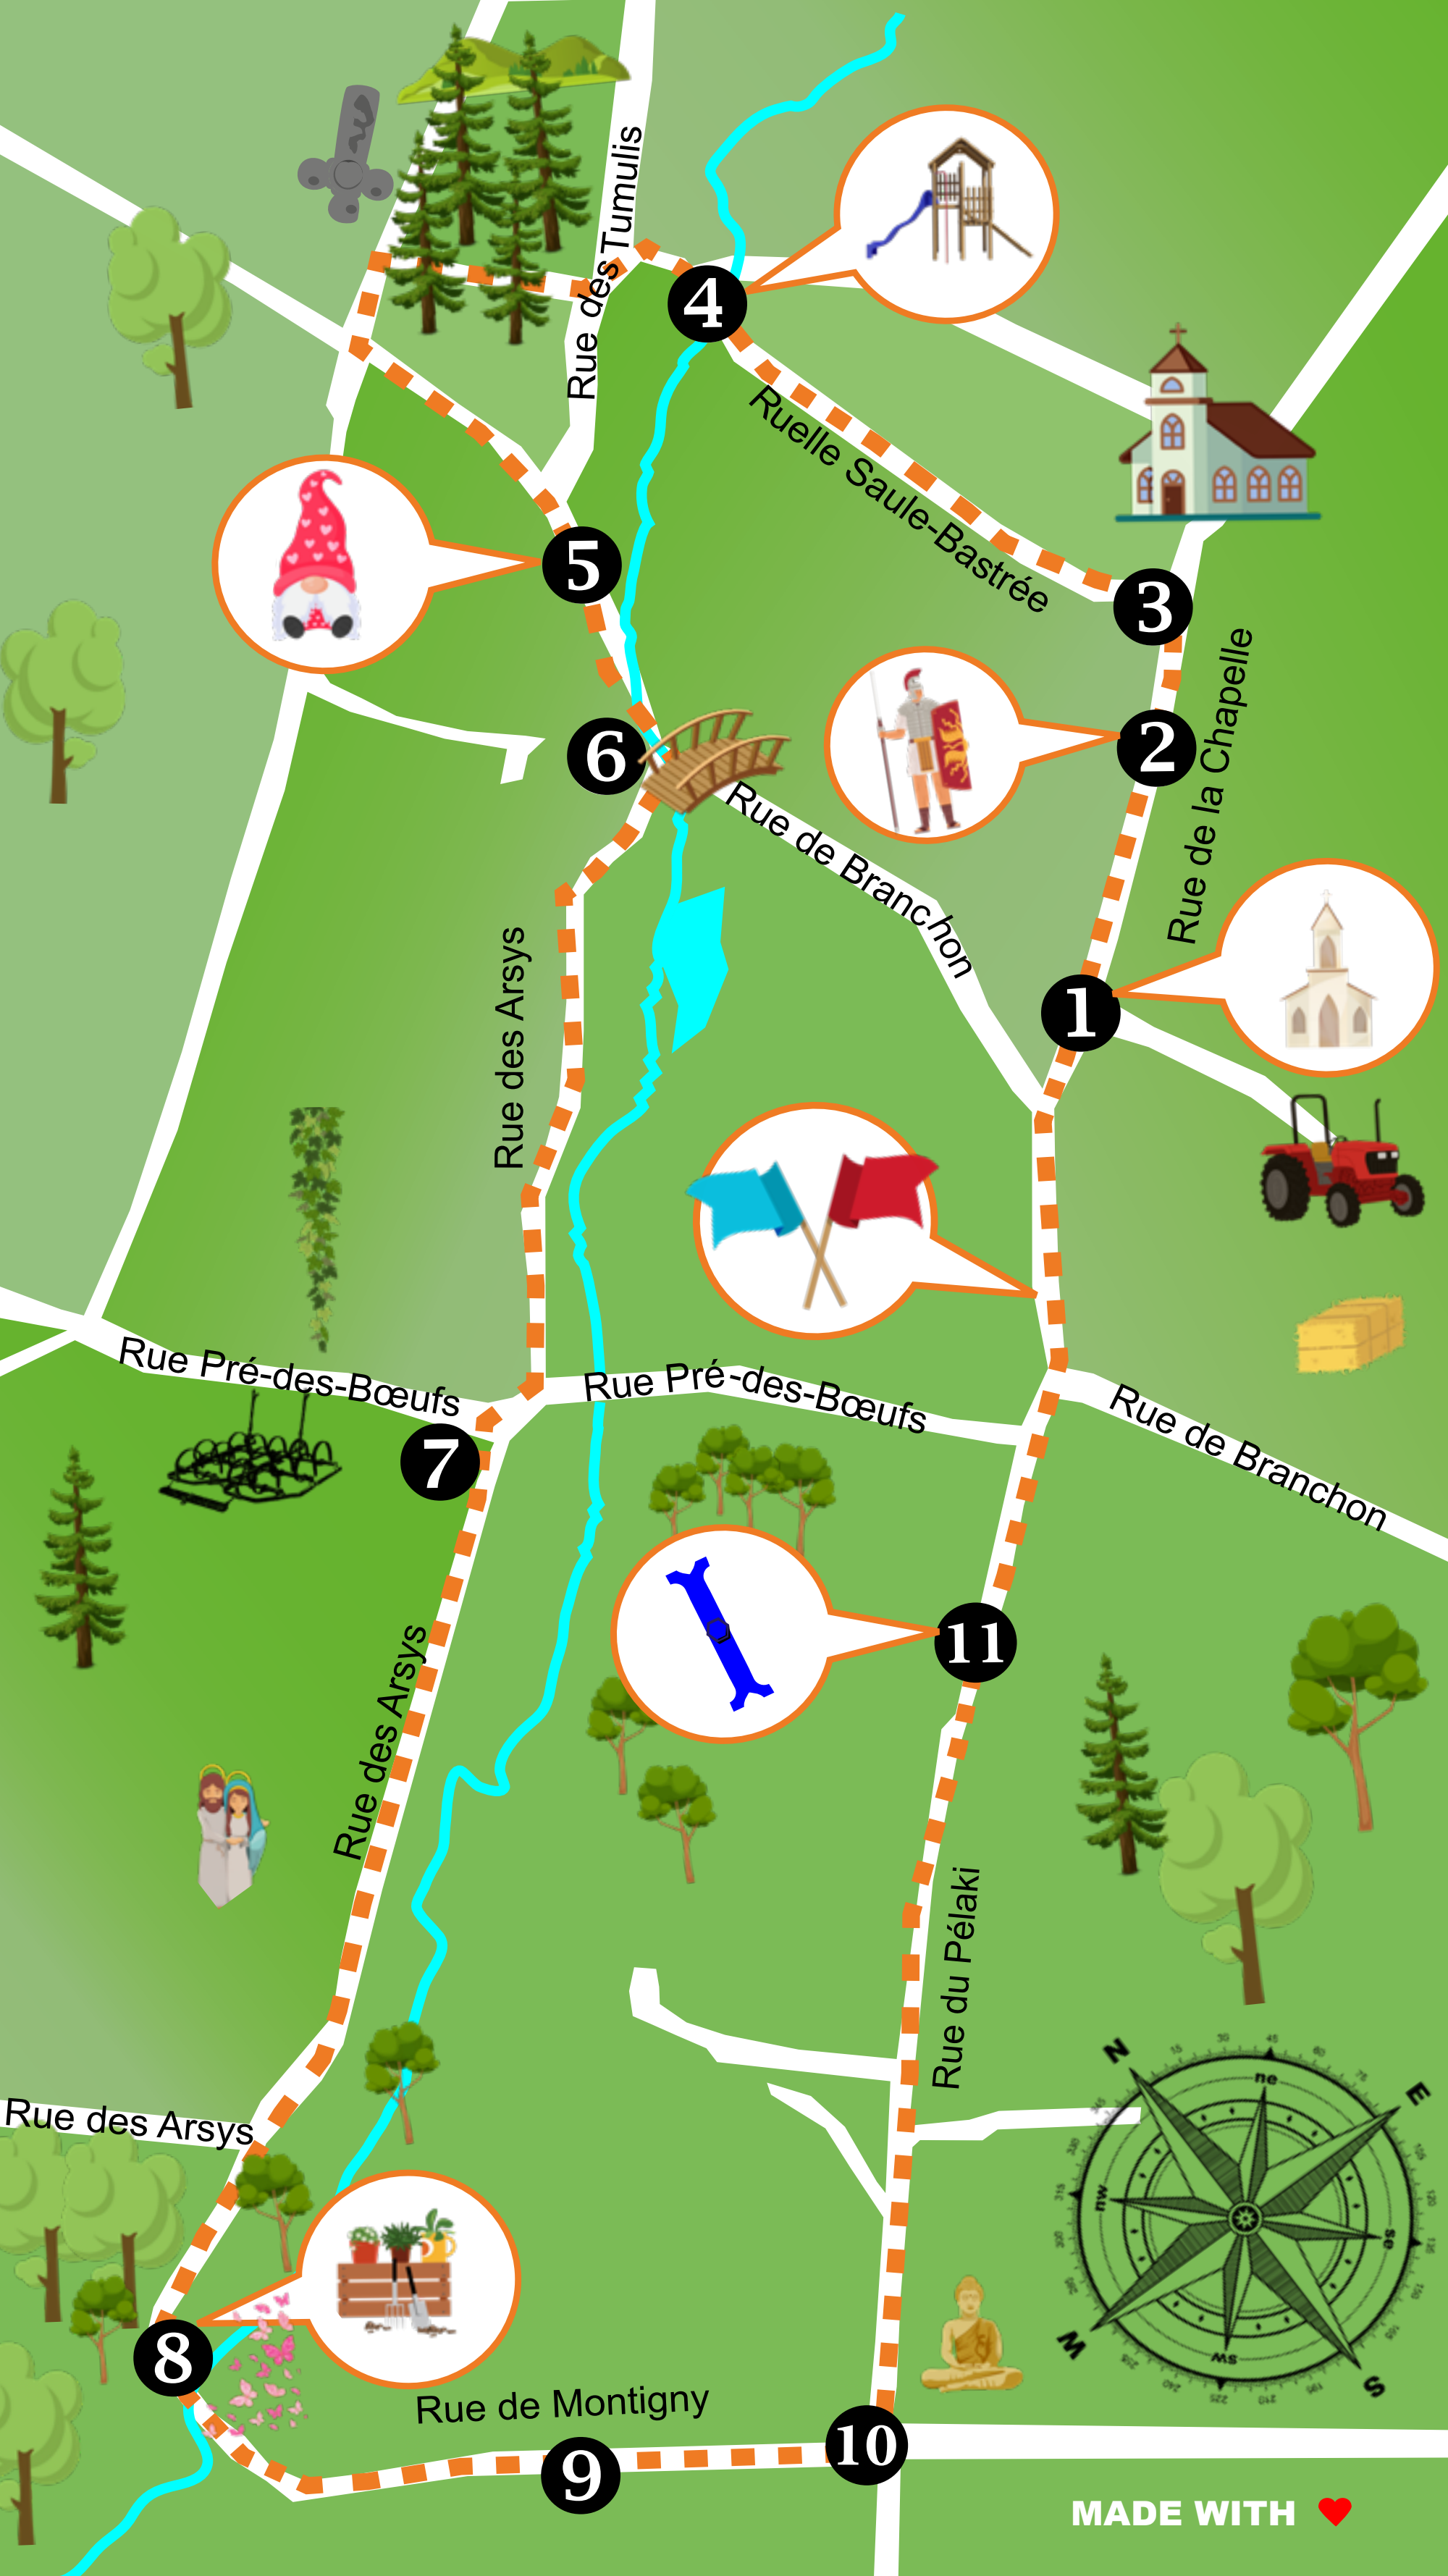 Rue des Tumulis
4
Ruelle Saule-Bastrée
5
3
6
2
Rue de la Chapelle
Rue de Branchon
Rue des Arsys
1
Rue Pré-des-Bœufs
Rue Pré-des-Bœufs
Rue de Branchon
7
11
Rue des Arsys
Rue du Pélaki
Rue des Arsys
N
E
S
W
ne
se
sw
nw
8
Rue de Montigny
9
10
MADE WITH ❤